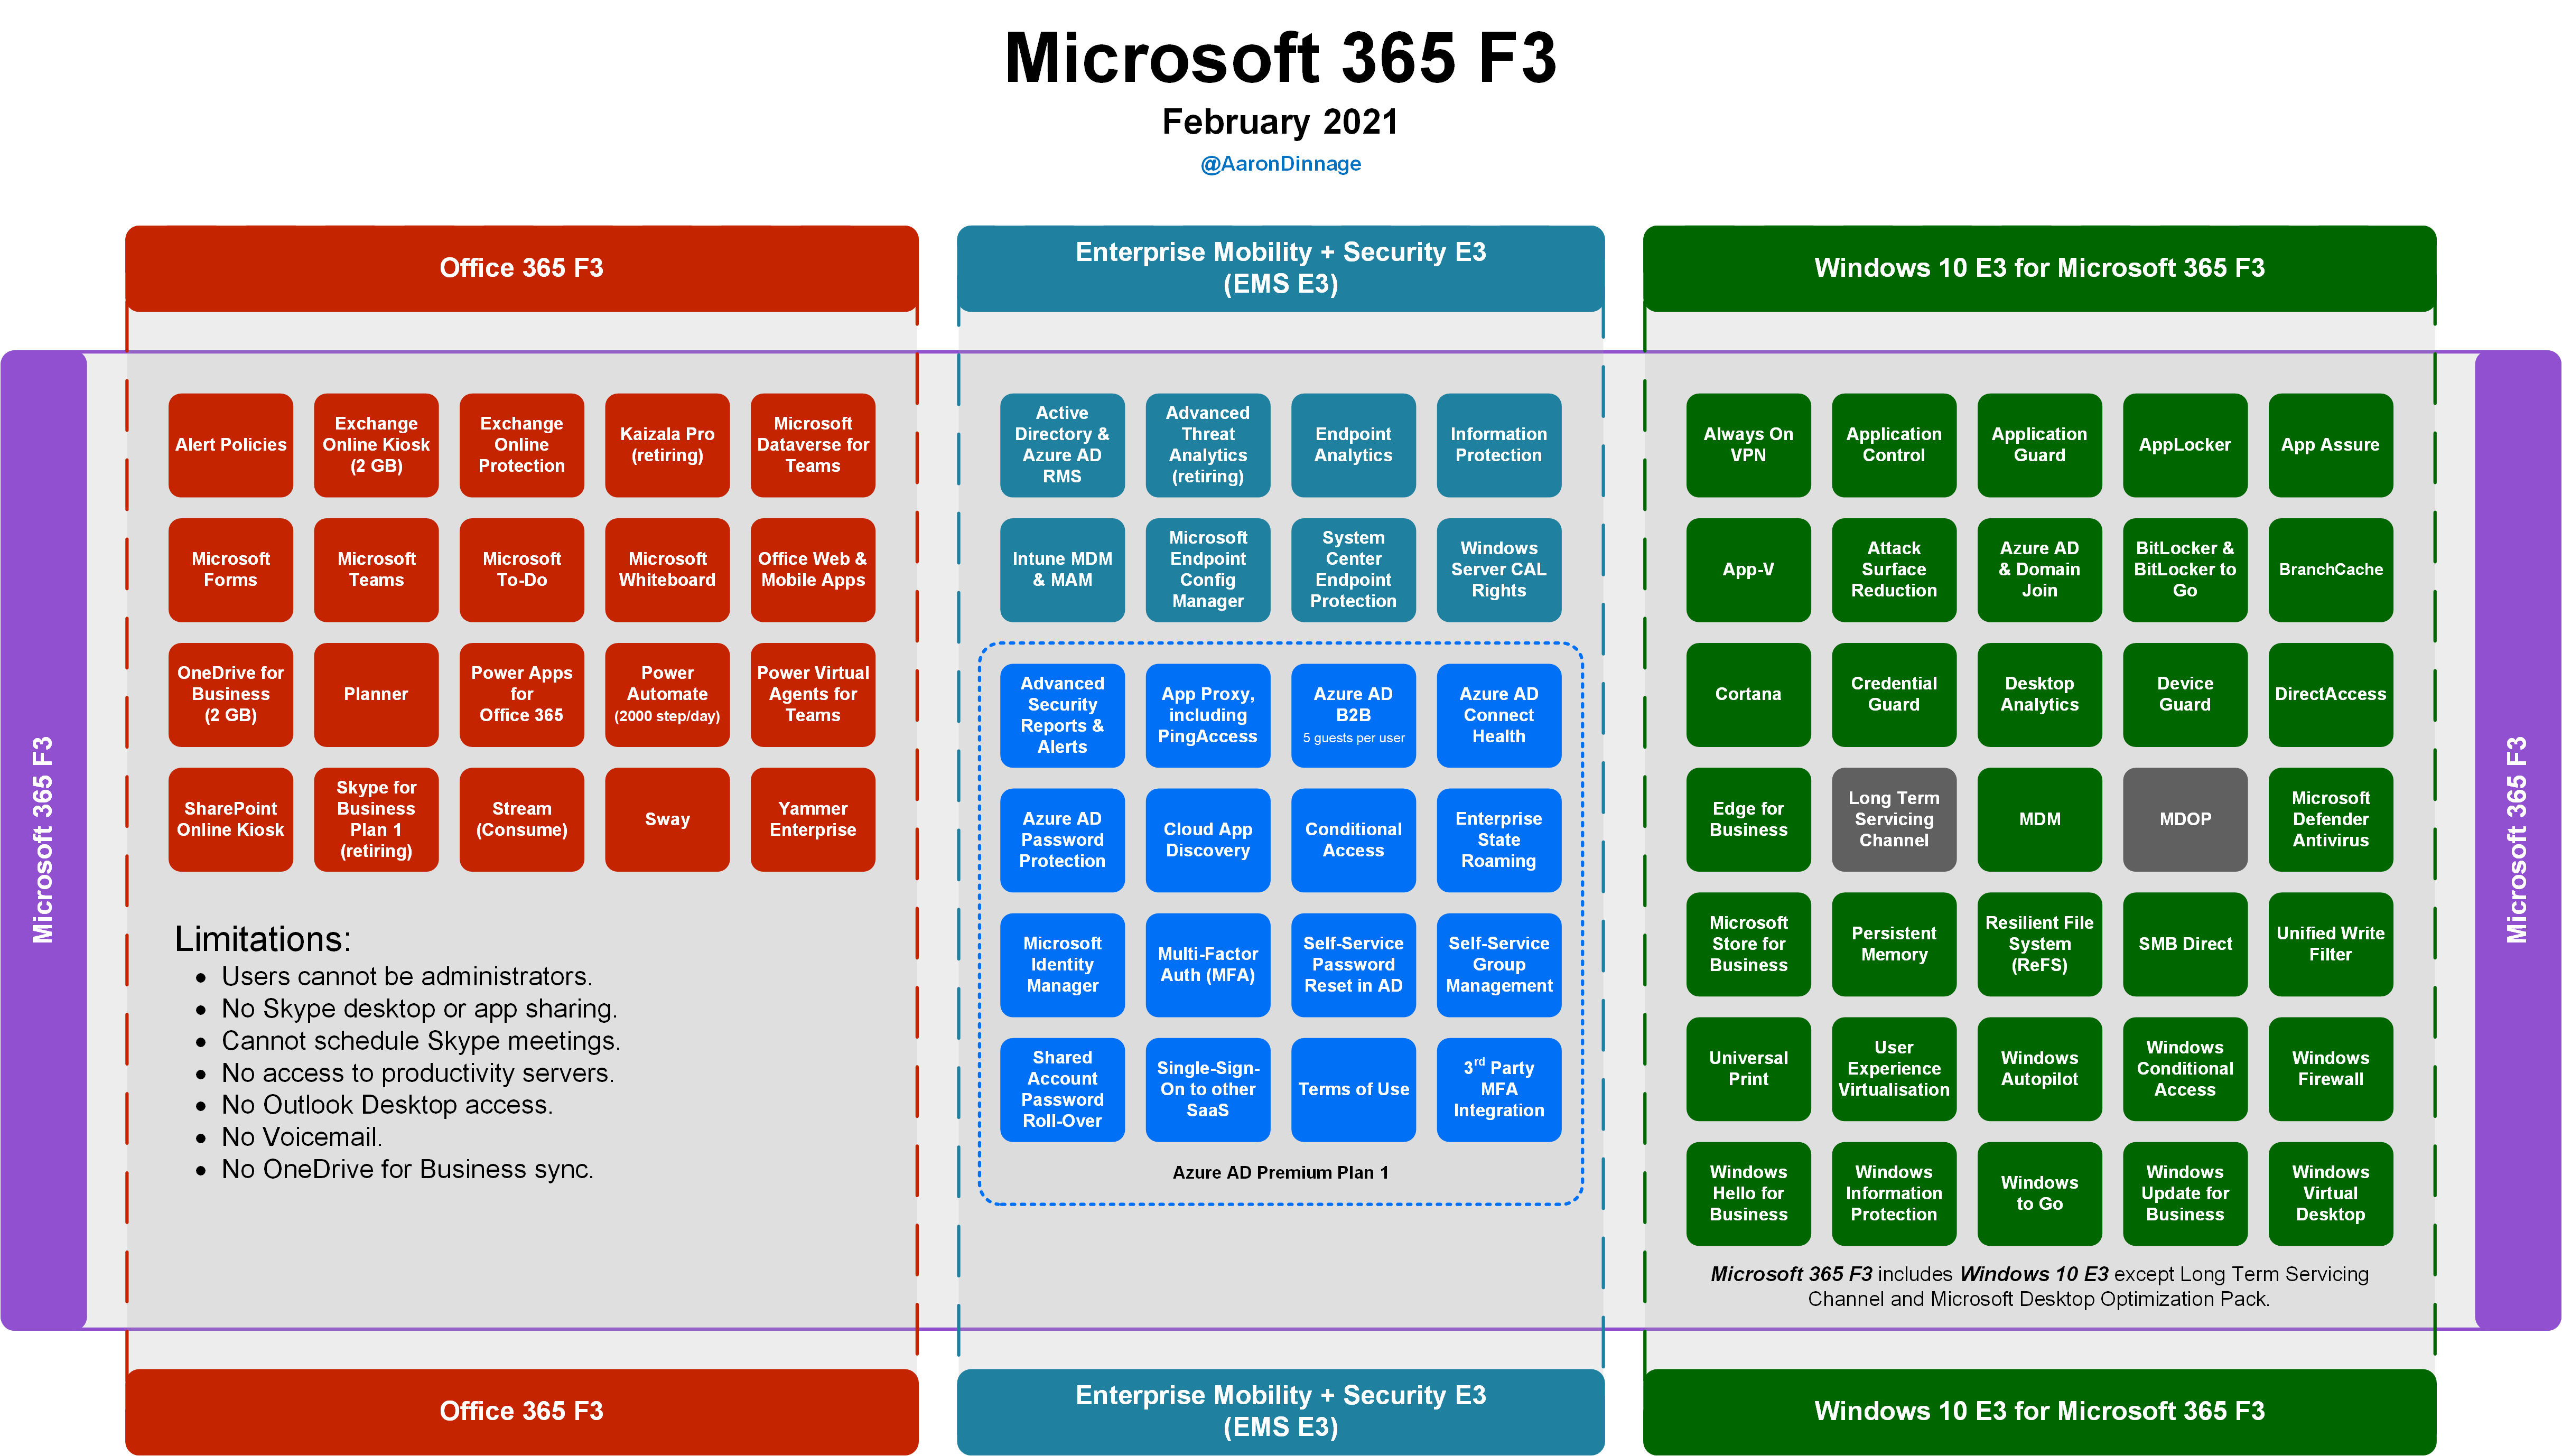 Microsoft 365 F3
February 2021
@AaronDinnage
Office 365 F3
Enterprise Mobility + Security E3
(EMS E3)
Windows 10 E3 for Microsoft 365 F3
Microsoft 365 F3
Alert Policies
Exchange
Online Kiosk
(2 GB)
Exchange
Online
Protection
Kaizala Pro
(retiring)
Microsoft
Dataverse for
Teams
Microsoft
Forms
Microsoft
Teams
Microsoft
To-Do
Microsoft
Whiteboard
Office Web &
Mobile Apps
OneDrive for
Business
(2 GB)
Planner
Power Apps
for
Office 365
Power
Automate
(2000 step/day)
Power Virtual
Agents for
Teams
SharePoint
Online Kiosk
Skype for
Business
Plan 1
(retiring)
Stream
(Consume)
Sway
Yammer
Enterprise
Limitations:
• Users cannot be administrators.
• No Skype desktop or app sharing.
• Cannot schedule Skype meetings.
• No access to productivity servers.
• No Outlook Desktop access.
• No Voicemail.
• No OneDrive for Business sync.
Active
Directory &
Azure AD
RMS
Advanced
Threat
Analytics
(retiring)
Endpoint
Analytics
Information
Protection
Intune MDM
& MAM
Microsoft
Endpoint
Config
Manager
System
Center
Endpoint
Protection
Windows
Server CAL
Rights
Advanced
Security
Reports &
Alerts
App Proxy,
including
PingAccess
Azure AD
B2B
5 guests per user
Azure AD
Connect
Health
Azure AD
Password
Protection
Cloud App
Discovery
Conditional
Access
Enterprise
State
Roaming
Microsoft
Identity
Manager
Multi-Factor
Auth (MFA)
Self-Service
Password
Reset in AD
Self-Service
Group
Management
Shared
Account
Password
Roll-Over
Single-Sign-
On to other
SaaS
Terms of Use
3rd Party
MFA
Integration
Azure AD Premium Plan 1
Always On
VPN
Application
Control
Application
Guard
AppLocker
App Assure
App-V
Attack
Surface
Reduction
Azure AD
& Domain
Join
BitLocker &
BitLocker to
Go
BranchCache
Cortana
Credential
Guard
Desktop
Analytics
Device
Guard
DirectAccess
Edge for
Business
Long Term
Servicing
Channel
MDM
MDOP
Microsoft
Defender
Antivirus
Microsoft
Store for
Business
Persistent
Memory
Resilient File
System
(ReFS)
SMB Direct
Unified Write
Filter
Universal
Print
User
Experience
Virtualisation
Windows
Autopilot
Windows
Conditional
Access
Windows
Firewall
Windows
Hello for
Business
Windows
Information
Protection
Windows
to Go
Windows
Update for
Business
Windows
Virtual
Desktop
Microsoft 365 F3 includes Windows 10 E3 except Long Term Servicing
Channel and Microsoft Desktop Optimization Pack.
Microsoft 365 F3
Office 365 F3
Enterprise Mobility + Security E3
(EMS E3)
Windows 10 E3 for Microsoft 365 F3